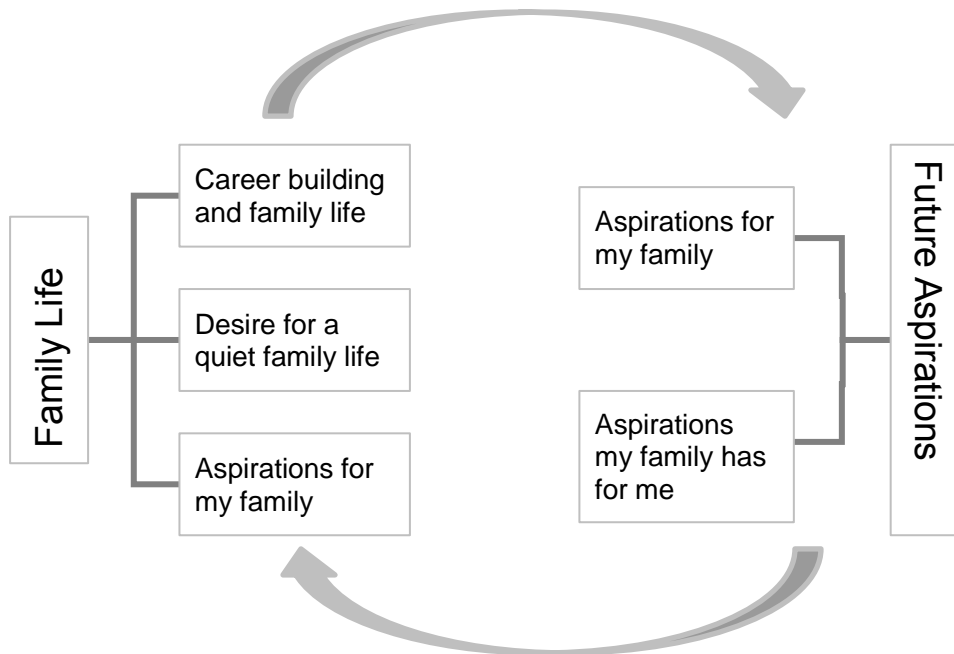 Family Life
Career building
and family life
Desire for a
quiet family life
Aspirations for
my family
Aspirations for
my family
Aspirations
my family has
for me
Future Aspirations